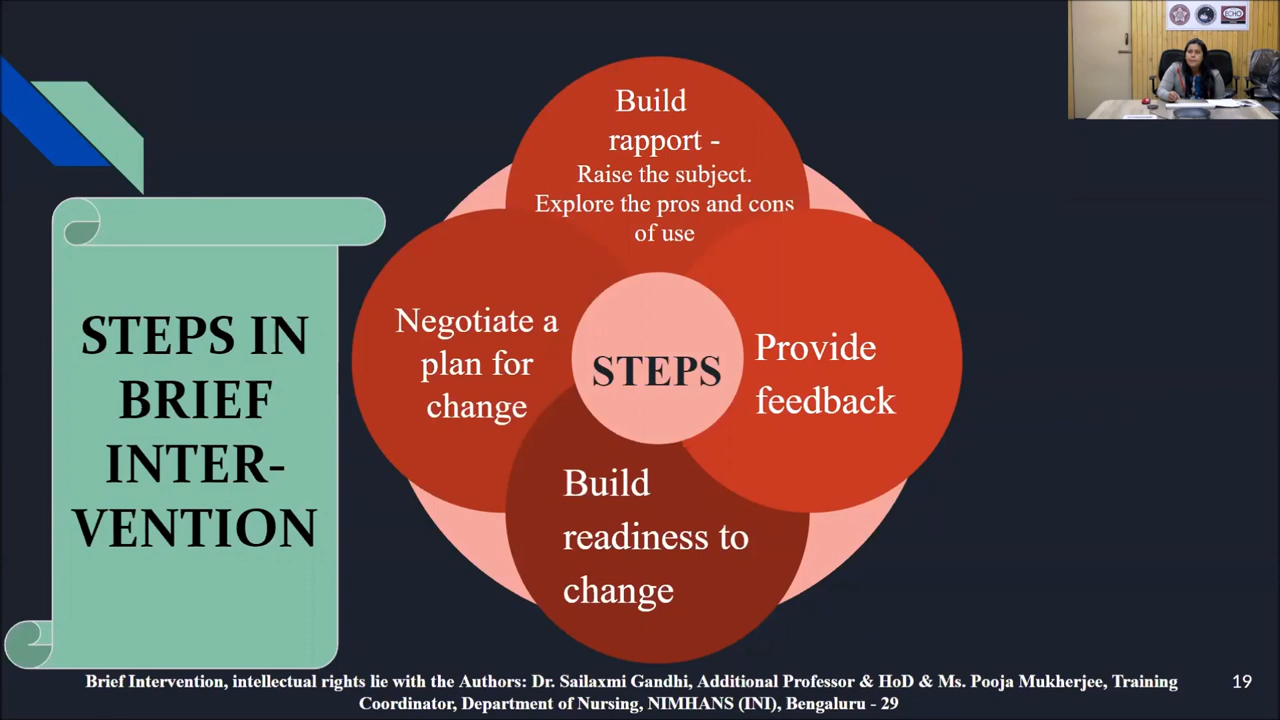 STEPS IN
BRIEF
INTER-
VENTION
Build
rapport -
Raise the subject.
Explore the pros and cons
of use
Provide
feedback
Build
readiness to
change
Negotiate a
plan for
change
STEPS
Brief Intervention, intellectual rights lie with the Authors: Dr. Sailaxmi Gandhi, Additional Professor & HoD & Ms. Pooja Mukherjee, Training
Coordinator, Department of Nursing, NIMHANS (INI), Bengaluru - 29
19
ECHO